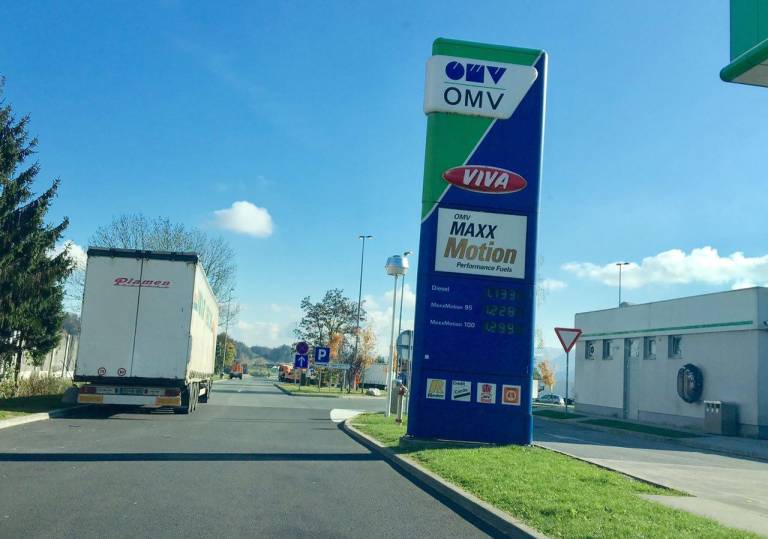 OMV
OMV
VIVA
OMV
MAXX
Motion
Performance Fuels
Diesel
MaxxMotion 95
MaxxMotion 100
Plamen
P